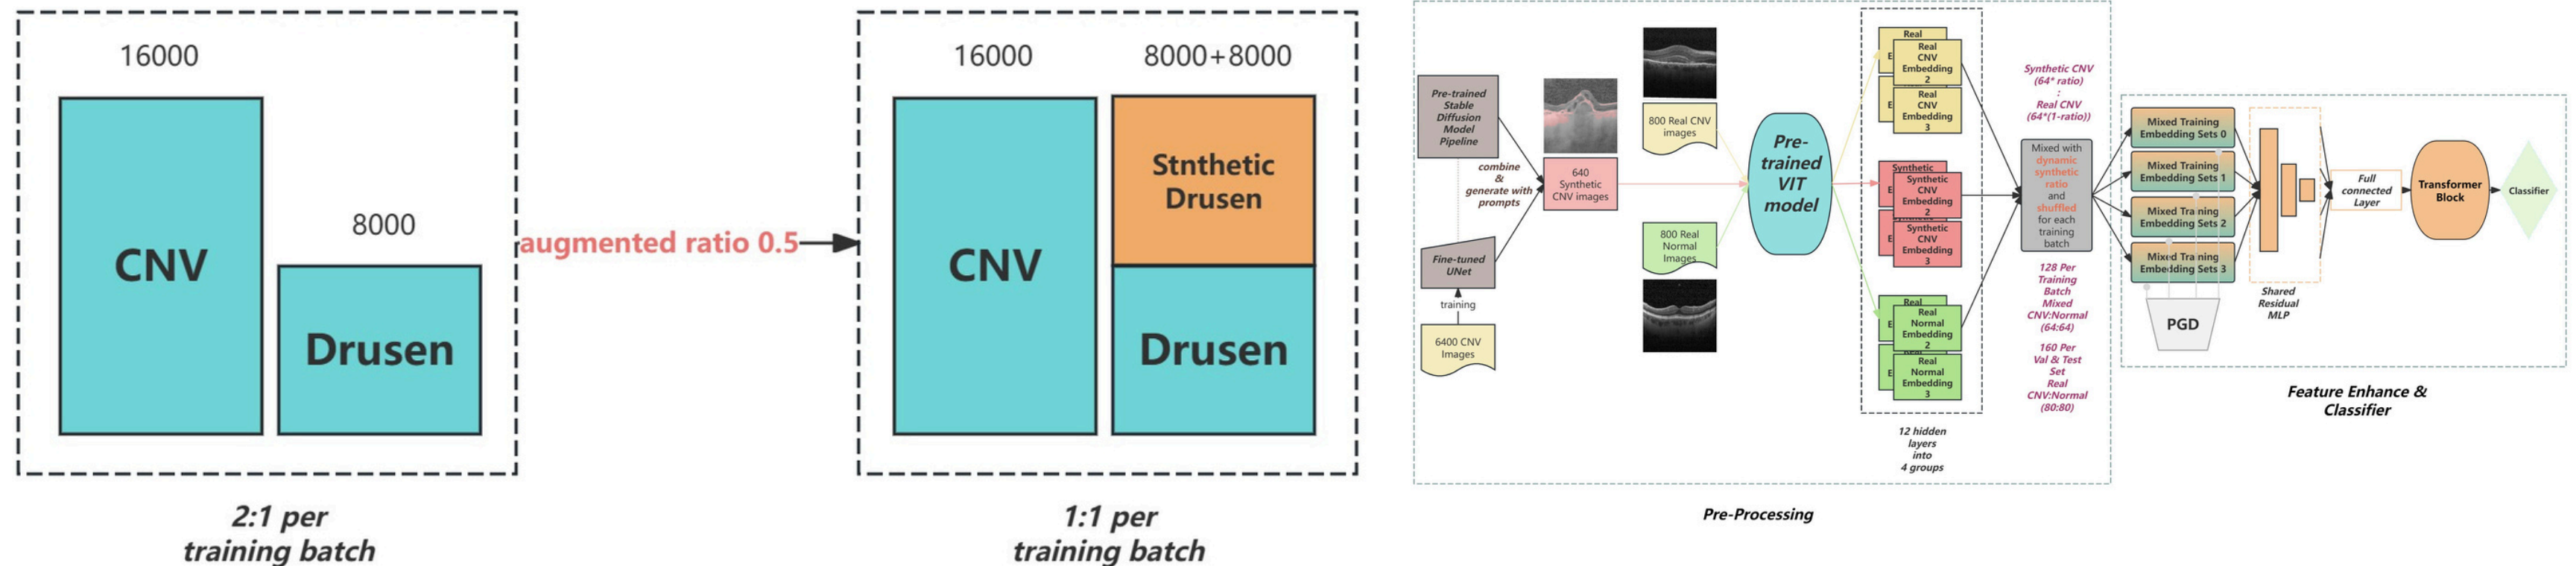 16000
CNV
8000
Drusen
2:1 per
training batch
augmented ratio 0.5
16000
8000+8000
CNV
Stnthetic
Drusen
Drusen
1:1 per
training batch
Pre-trained
Stable
Diffusion
Model
Pipeline
combine
&
generate with
prompts
Fine-tuned
UNet
training
6400 CNV
Images
640
Synthetic
CNV images
800 Real CNV
images
800 Real
Normal
Images
Pre-
trained
VIT
model
Real
E
Real
CNV
Embedding
2
E
Real
CNV
Embedding
3
Synthetic
E
Synthetic
CNV
Embedding
2
E
Synthetic
CNV
Embedding
3
Real
E
Real
Normal
Embedding
2
E
Real
Normal
Embedding
3
12 hidden
layers
into
4 groups
Synthetic CNV
(64* ratio)
:
Real CNV
(64*(1-ratio))
Mixed with
dynamic
synthetic
ratio
and
shuffled
for each
training
batch
128 Per
Training
Batch
Mixed
CNV:Normal
(64:64)
160 Per
Val & Test
Set
Real
CNV:Normal
(80:80)
Pre-Processing
Mixed Training
Embedding Sets 0
Mixed Training
Embedding Sets 1
Mixed Training
Embedding Sets 2
Mixed Training
Embedding Sets 3
PGD
Shared
Residual
MLP
Full
connected
Layer
Transformer
Block
Classifier
Feature Enhance &
Classifier